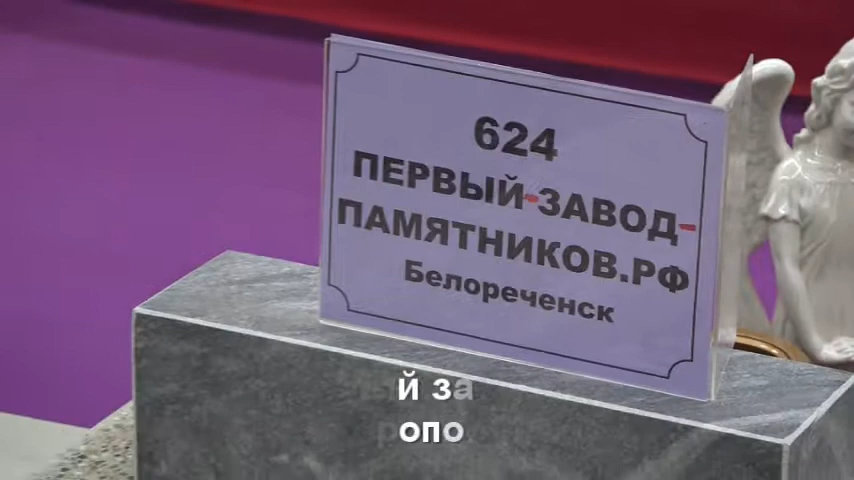 624
ПЕРВЫЙ-ЗАВОД-
ПАМЯТНИКОВ.РФ
Белореченск
й за
опо